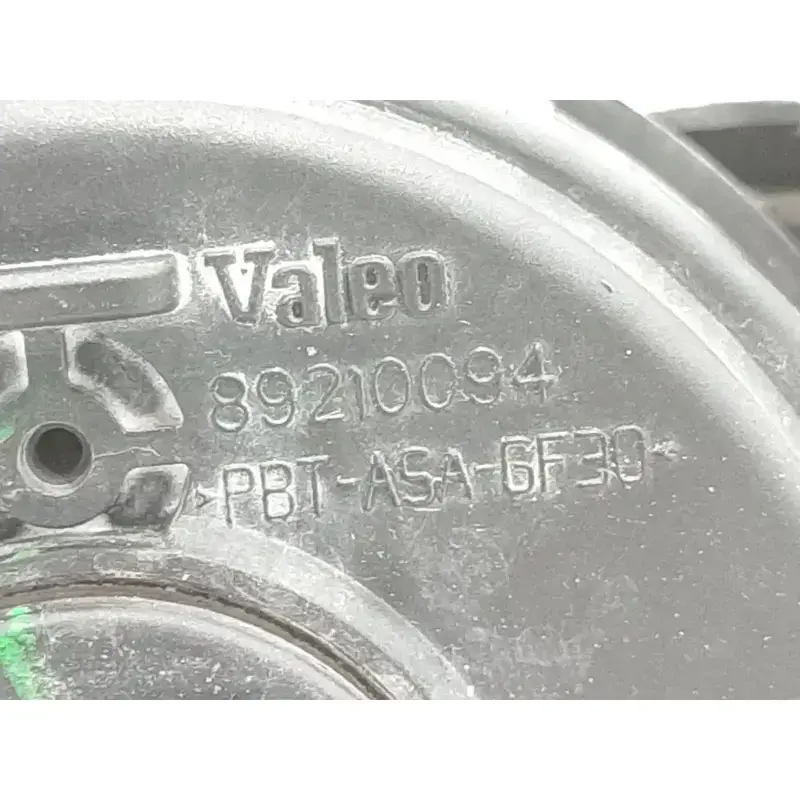 Valeo
89210094
>PBT-ASA-GF30<